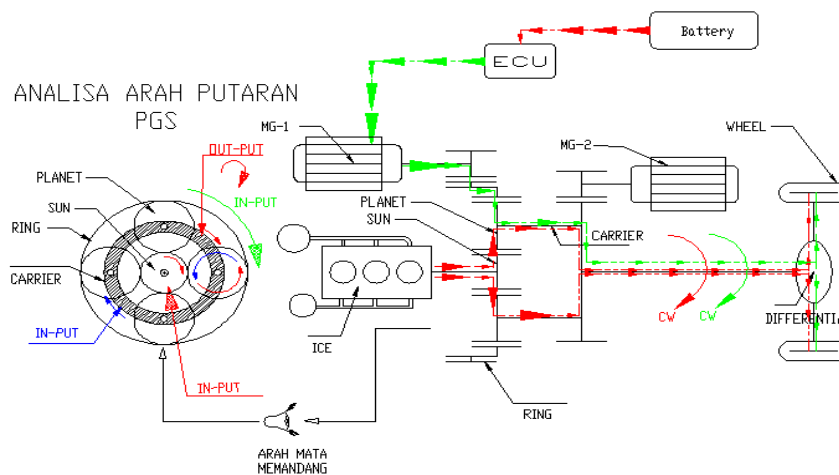 Battery
ECU
ANALISA ARAH PUTARAN
PGS
MG-1
WHEEL
OUT-PUT
MG-2
PLANET
IN-PUT
SUN
RING
PLANET
SUN
CARRIER
CARRIER
CW
CW
DIFFERENTIA
IN-PUT
ICE
IN-PUT
RING
ARAH MATA
MEMANDANG